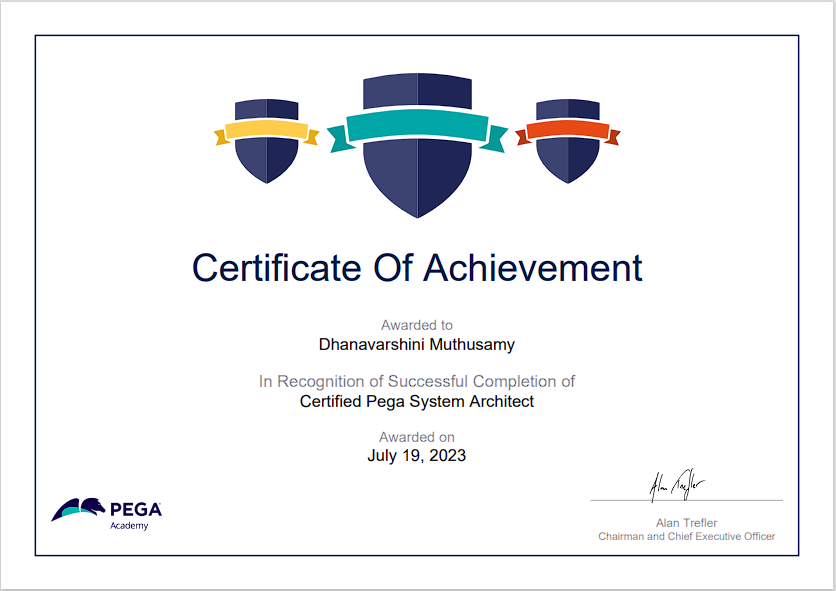 Certificate Of Achievement
Awarded to
Dhanavarshini Muthusamy
In Recognition of Successful Completion of
Certified Pega System Architect
Awarded on
July 19, 2023
PEGA
Academy
Alan Trefler
Alan Trefler
Chairman and Chief Executive Officer